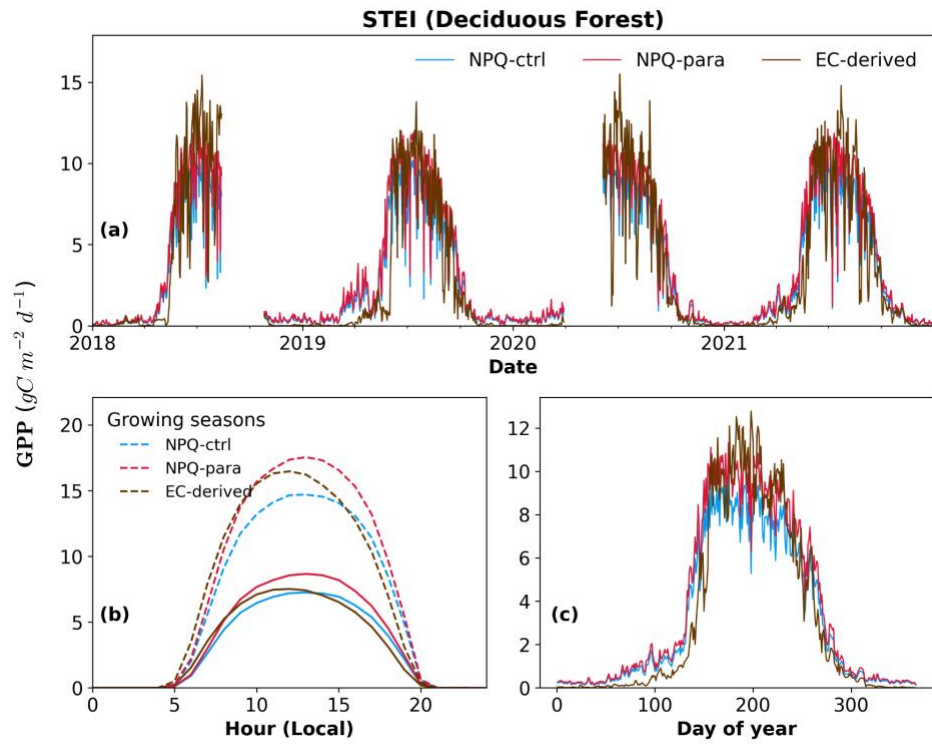 STEI (Deciduous Forest)
NPQ-ctrl NPQ-para EC-derived
15
10
5
0
(a)
2018 2019 2020 2021
Date
GPP (gC m⁻² d⁻¹)
20
15
10
5
0
Growing seasons
NPQ-ctrl
NPQ-para
EC-derived
(b)
0 5 10 15 20
Hour (Local)
12
10
8
6
4
2
0
(c)
0 100 200 300
Day of year